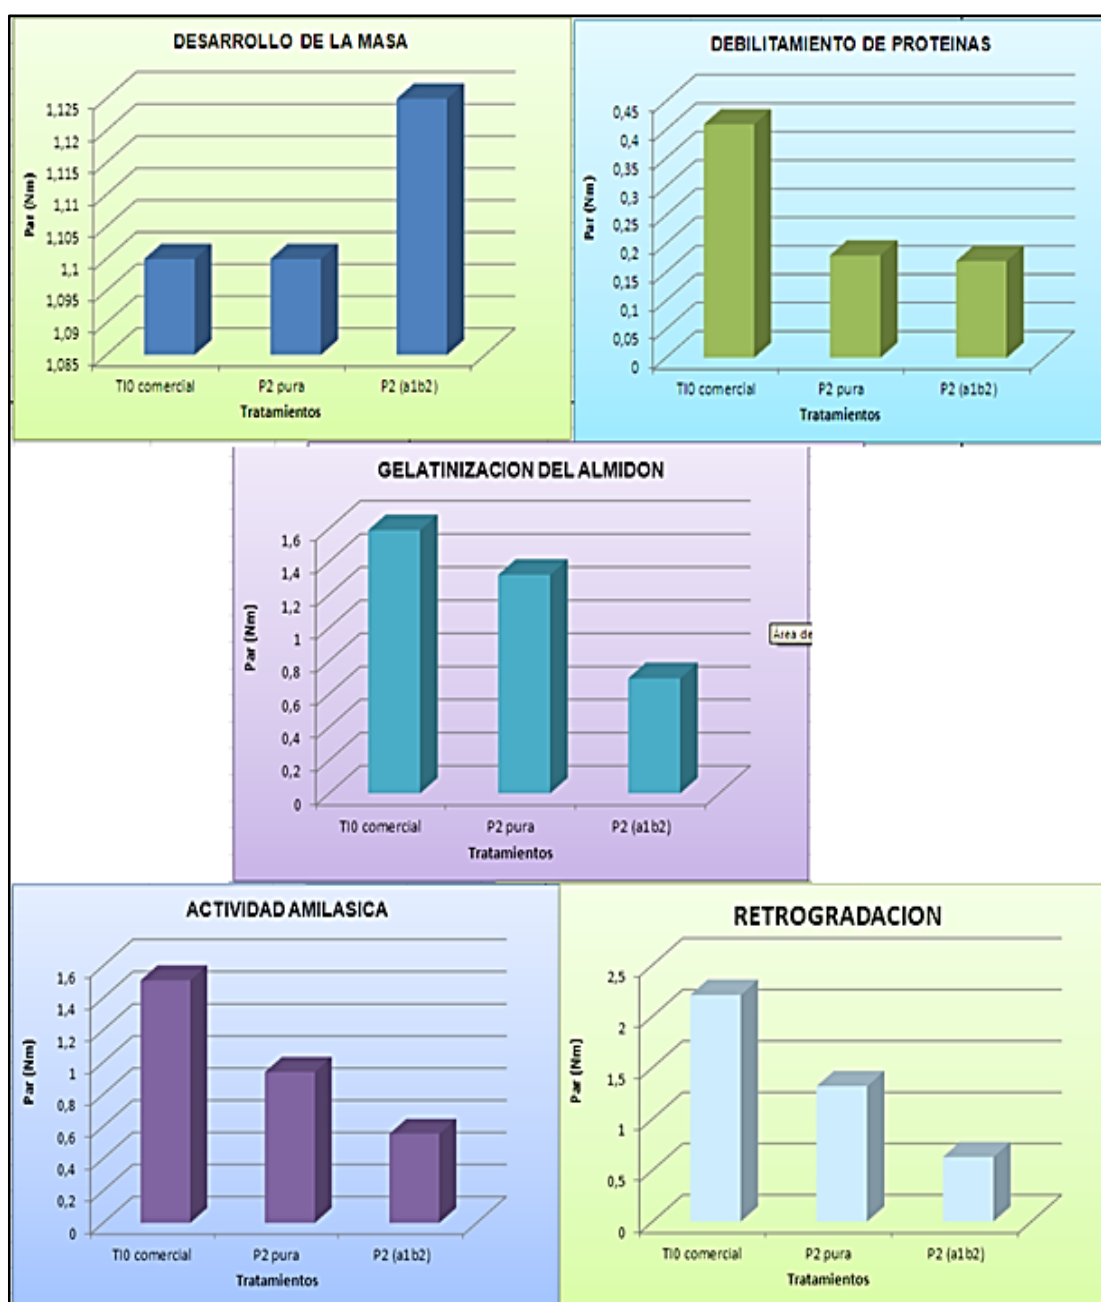 DESARROLLO DE LA MASA
Par (Nm)
1,125
1,12
1,115
1,11
1,105
1,1
1,095
1,09
1,085
TI0 comercial P2 pura P2 (a1b2)
Tratamientos
DEBILITAMIENTO DE PROTEINAS
Par (Nm)
0,45
0,4
0,35
0,3
0,25
0,2
0,15
0,1
0,05
0
TI0 comercial P2 pura P2 (a1b2)
Tratamientos
GELATINIZACION DEL ALMIDON
Par (Nm)
1,6
1,4
1,2
1
0,8
0,6
0,4
0,2
0
TI0 comercial P2 pura P2 (a1b2)
Tratamientos
Área de
ACTIVIDAD AMILASICA
Par (Nm)
1,6
1,4
1,2
1
0,8
0,6
0,4
0,2
0
TI0 comercial P2 pura P2 (a1b2)
Tratamientos
RETROGRADACION
Par (Nm)
2,5
2
1,5
1
0,5
0
TI0 comercial P2 pura P2 (a1b2)
Tratamientos